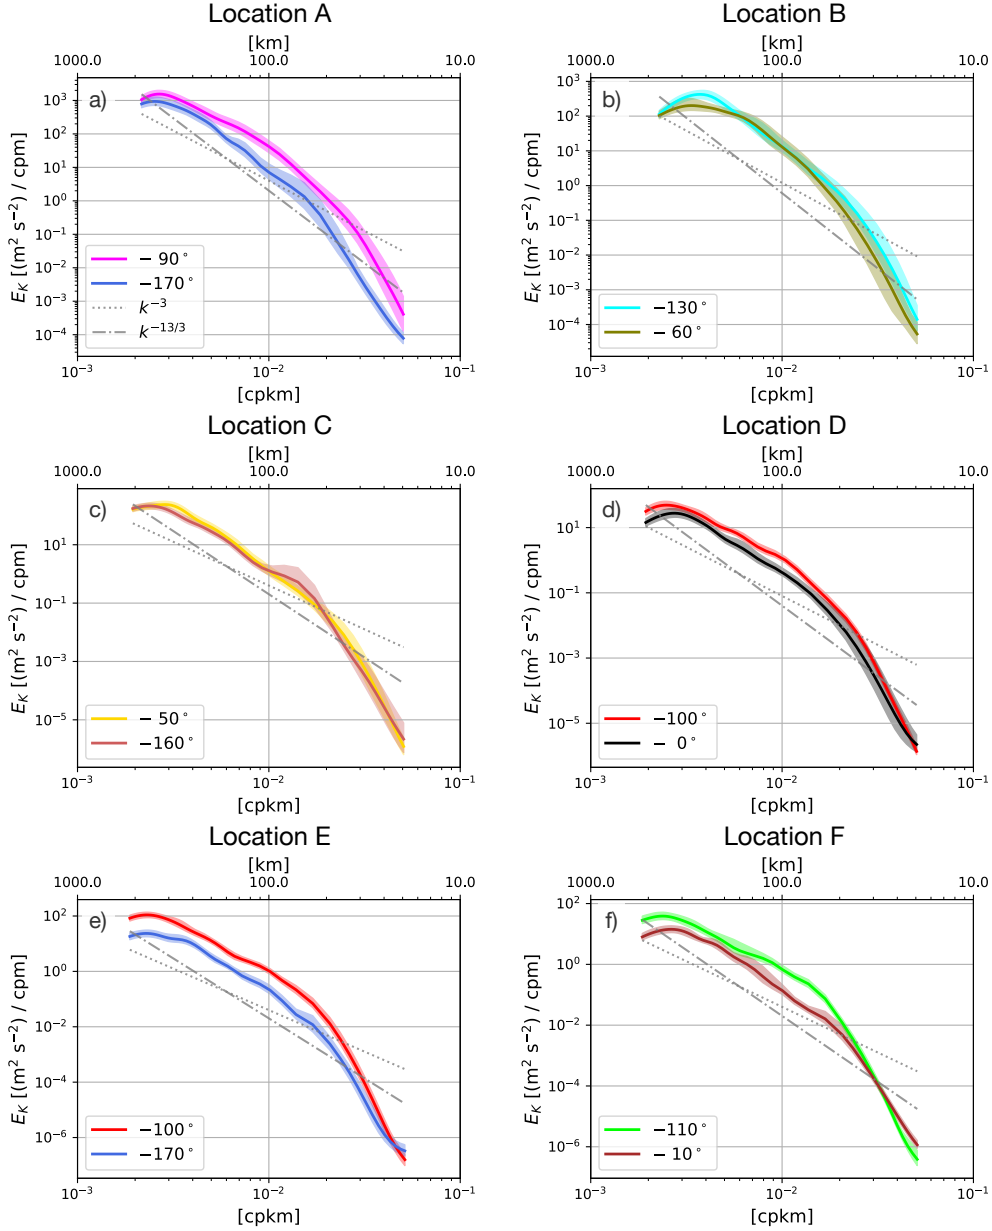 Location A
[km]
1000.0 100.0 10.0
a)
10³
10²
10¹
10⁰
10⁻¹
10⁻²
10⁻³
10⁻⁴
E_K [(m² s⁻²) / cpm]
− 90°
−170°
k⁻³
k⁻¹³ᐟ³
10⁻³ 10⁻² 10⁻¹
[cpkm]
Location B
[km]
1000.0 100.0 10.0
b)
10³
10²
10¹
10⁰
10⁻¹
10⁻²
10⁻³
10⁻⁴
E_K [(m² s⁻²) / cpm]
−130°
− 60°
10⁻³ 10⁻² 10⁻¹
[cpkm]
Location C
[km]
1000.0 100.0 10.0
c)
10¹
10⁻¹
10⁻³
10⁻⁵
E_K [(m² s⁻²) / cpm]
− 50°
−160°
10⁻³ 10⁻² 10⁻¹
[cpkm]
Location D
[km]
1000.0 100.0 10.0
d)
10¹
10⁻¹
10⁻³
10⁻⁵
E_K [(m² s⁻²) / cpm]
−100°
− 0°
10⁻³ 10⁻² 10⁻¹
[cpkm]
Location E
[km]
1000.0 100.0 10.0
e)
10²
10⁰
10⁻²
10⁻⁴
10⁻⁶
E_K [(m² s⁻²) / cpm]
−100°
−170°
10⁻³ 10⁻² 10⁻¹
[cpkm]
Location F
[km]
1000.0 100.0 10.0
f)
10²
10⁰
10⁻²
10⁻⁴
10⁻⁶
E_K [(m² s⁻²) / cpm]
−110°
− 10°
10⁻³ 10⁻² 10⁻¹
[cpkm]